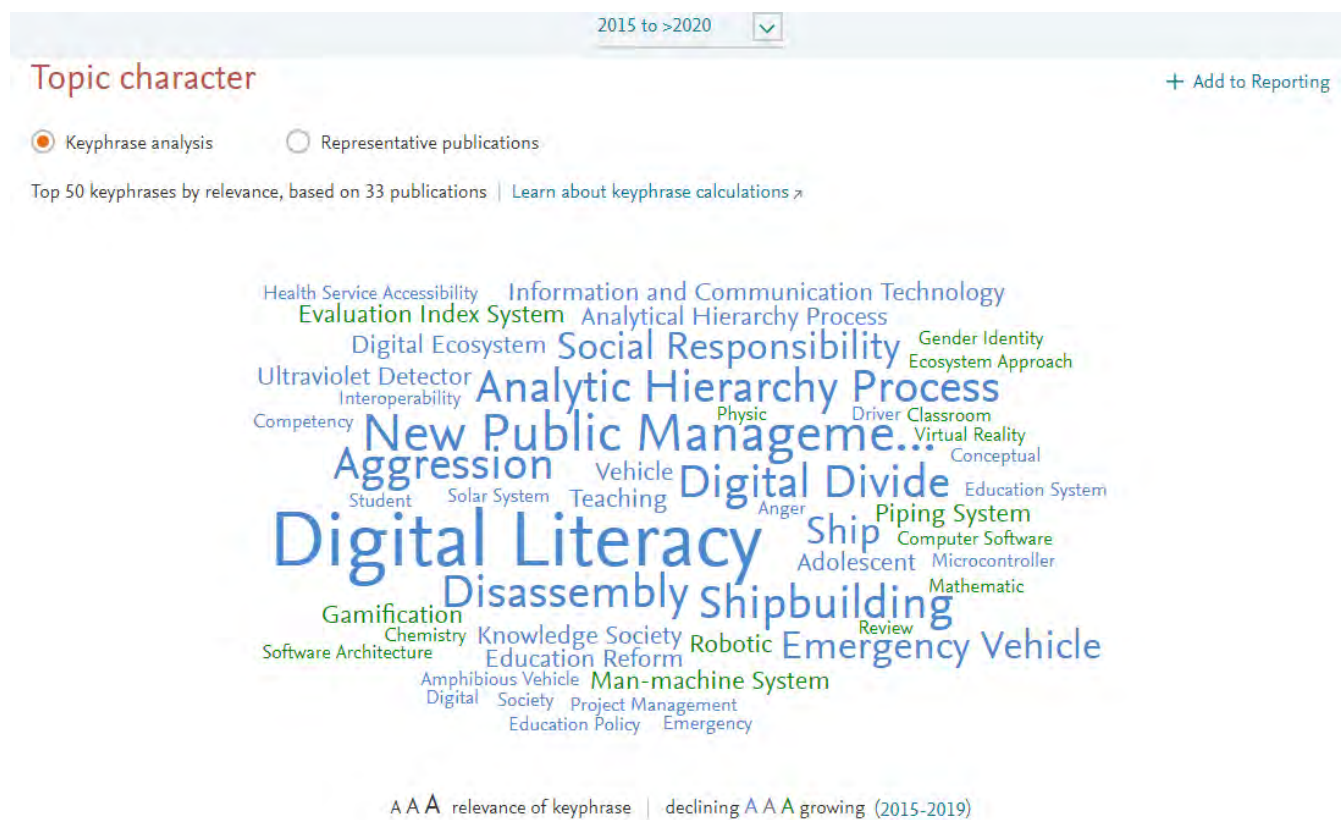 2015 to >2020
Topic character
+ Add to Reporting
Keyphrase analysis Representative publications
Top 50 keyphrases by relevance, based on 33 publications | Learn about keyphrase calculations ↗
Health Service Accessibility Information and Communication Technology
Evaluation Index System Analytical Hierarchy Process
Digital Ecosystem Social Responsibility Gender Identity
Ecosystem Approach
Ultraviolet Detector Analytic Hierarchy Process
Interoperability
Competency New Public Manageme... Physic Driver Classroom
Virtual Reality
Aggression Vehicle Digital Divide Conceptual
Education System
Student Solar System Teaching Anger Piping System
Digital Literacy Ship Computer Software
Adolescent Microcontroller
Disassembly Shipbuilding Mathematic
Gamification Review
Chemistry Knowledge Society Robotic Emergency Vehicle
Software Architecture Education Reform
Amphibious Vehicle Man-machine System
Digital Society Project Management
Education Policy Emergency
A A A relevance of keyphrase | declining A A A growing (2015-2019)